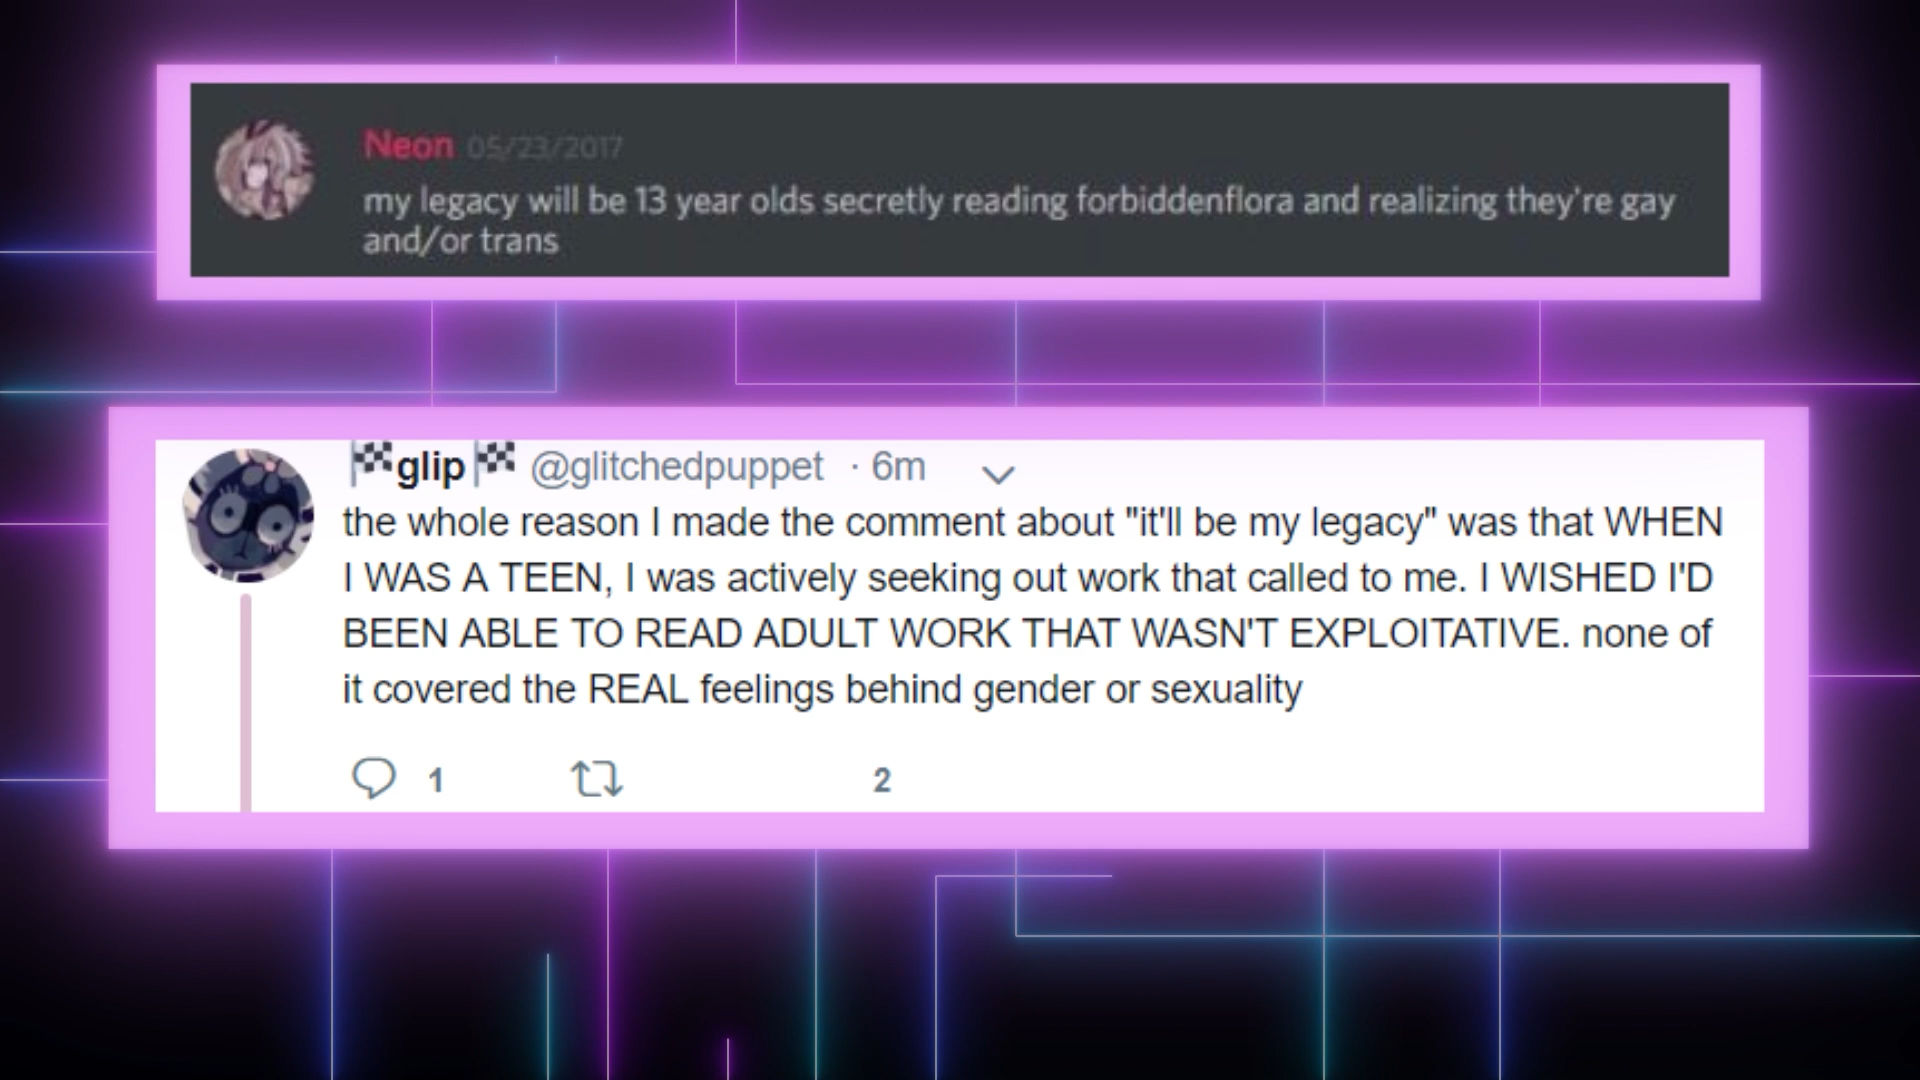 Neon 05/23/2017
my legacy will be 13 year olds secretly reading forbiddenflora and realizing they're gay
and/or trans
🏁glip🏁 @glitchedpuppet · 6m
the whole reason I made the comment about "it'll be my legacy" was that WHEN
I WAS A TEEN, I was actively seeking out work that called to me. I WISHED I'D
BEEN ABLE TO READ ADULT WORK THAT WASN'T EXPLOITATIVE. none of
it covered the REAL feelings behind gender or sexuality
1 2